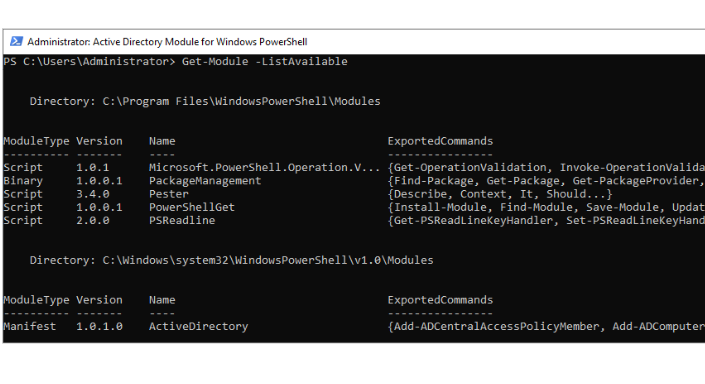 Administrator: Active Directory Module for Windows PowerShell
PS C:\Users\Administrator> Get-Module -ListAvailable
Directory: C:\Program Files\WindowsPowerShell\Modules
ModuleType Version    Name                                ExportedCommands
---------- -------    ----                                ----------------
Script     1.0.1      Microsoft.PowerShell.Operation.V... {Get-OperationValidation, Invoke-OperationValida
Binary     1.0.0.1    PackageManagement                   {Find-Package, Get-Package, Get-PackageProvider,
Script     3.4.0      Pester                              {Describe, Context, It, Should...}
Script     1.0.0.1    PowerShellGet                       {Install-Module, Find-Module, Save-Module, Updat
Script     2.0.0      PSReadline                          {Get-PSReadLineKeyHandler, Set-PSReadLineKeyHand
Directory: C:\Windows\system32\WindowsPowerShell\v1.0\Modules
ModuleType Version    Name                                ExportedCommands
---------- -------    ----                                ----------------
Manifest   1.0.1.0    ActiveDirectory                     {Add-ADCentralAccessPolicyMember, Add-ADComputer